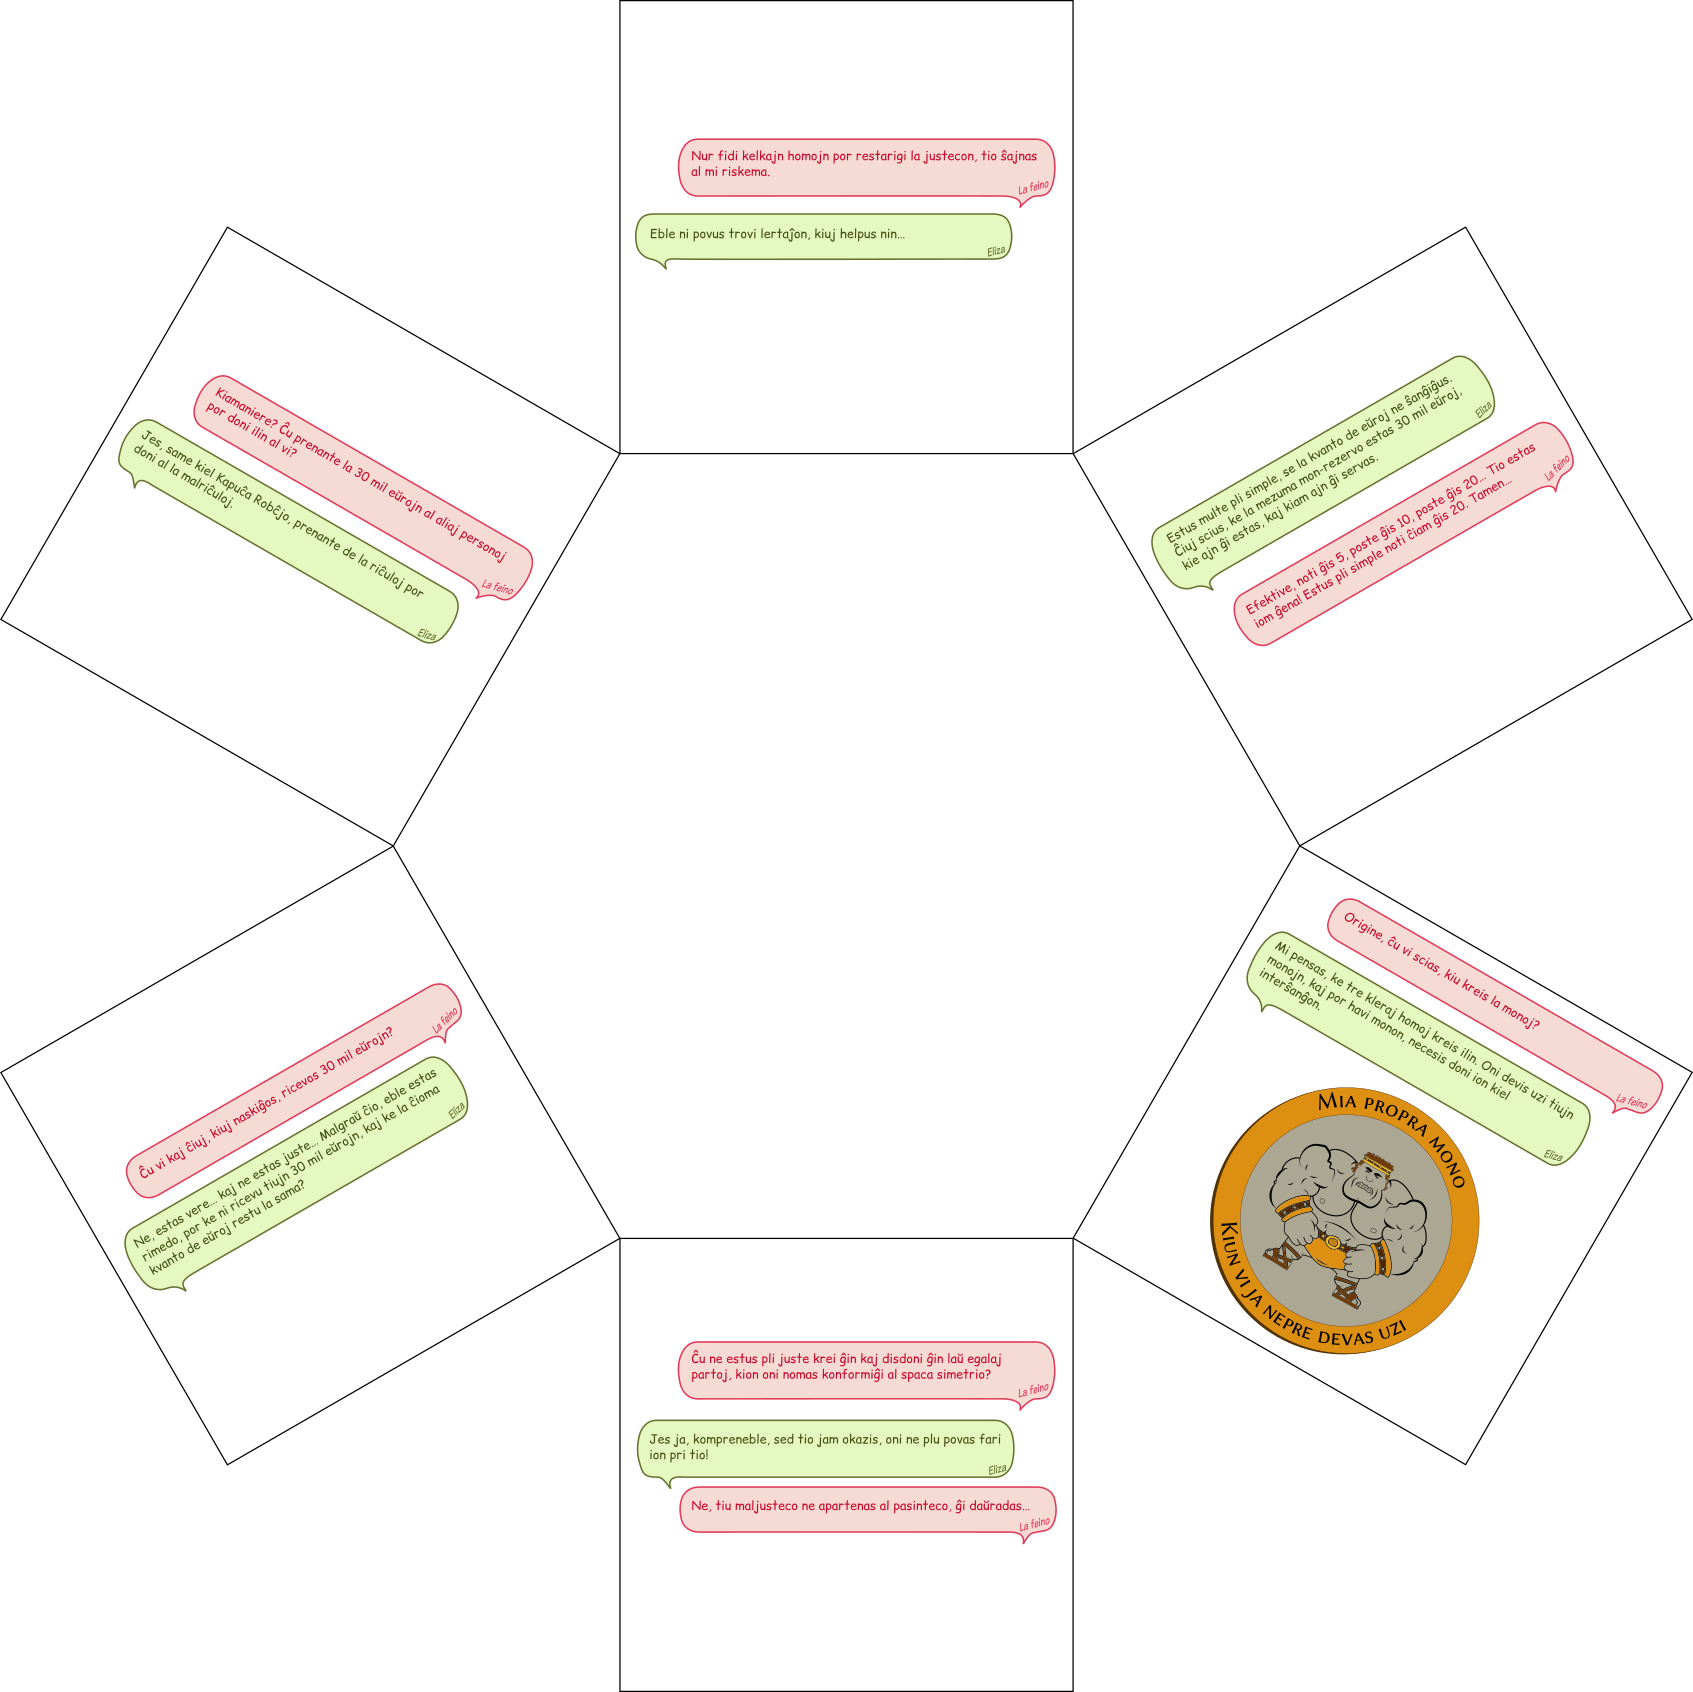 Nur fidi kelkajn homojn por restarigi la justecon, tio ŝajnas
al mi riskema.
La feino
Eble ni povus trovi lertaĵon, kiuj helpus nin...
Eliza
Estus multe pli simple, se la kvanto de eŭroj ne ŝanĝiĝus.
Ĉiuj scius, ke la mezuma mon-rezervo estas 30 mil eŭroj,
kie ajn ĝi estas, kaj kiam ajn ĝi servas.
Eliza
Efektive, noti ĝis 5, poste ĝis 10, poste ĝis 20... Tio estas
iom ĝena! Estus pli simple noti ĉiam ĝis 20. Tamen...
La feino
Origine, ĉu vi scias, kiu kreis la monoj?
La feino
Mi pensas, ke tre kleraj homoj kreis ilin. Oni devis uzi tiujn
monojn, kaj por havi monon, necesis doni ion kiel
interŝanĝon.
Eliza
Mia propra mono
Kiun vi ja nepre devas uzi
Ĉu ne estus pli juste krei ĝin kaj disdoni ĝin laŭ egalaj
partoj, kion oni nomas konformiĝi al spaca simetrio?
La feino
Jes ja, kompreneble, sed tio jam okazis, oni ne plu povas fari
ion pri tio!
Eliza
Ne, tiu maljusteco ne apartenas al pasinteco, ĝi daŭradas...
La feino
Ĉu vi kaj ĉiuj, kiuj naskiĝos, ricevos 30 mil eŭrojn?
La feino
Ne, estas vere... kaj ne estas juste... Malgraŭ ĉio, eble estas
rimedo, por ke ni ricevu tiujn 30 mil eŭrojn, kaj ke la ĉioma
kvanto de eŭroj restu la sama?
Eliza
Kiamaniere? Ĉu prenante la 30 mil eŭrojn al aliaj personoj
por doni ilin al vi?
La feino
Jes, same kiel Kapuĉa Robĉjo, prenante de la riĉuloj por
doni al la malriĉuloj.
Eliza